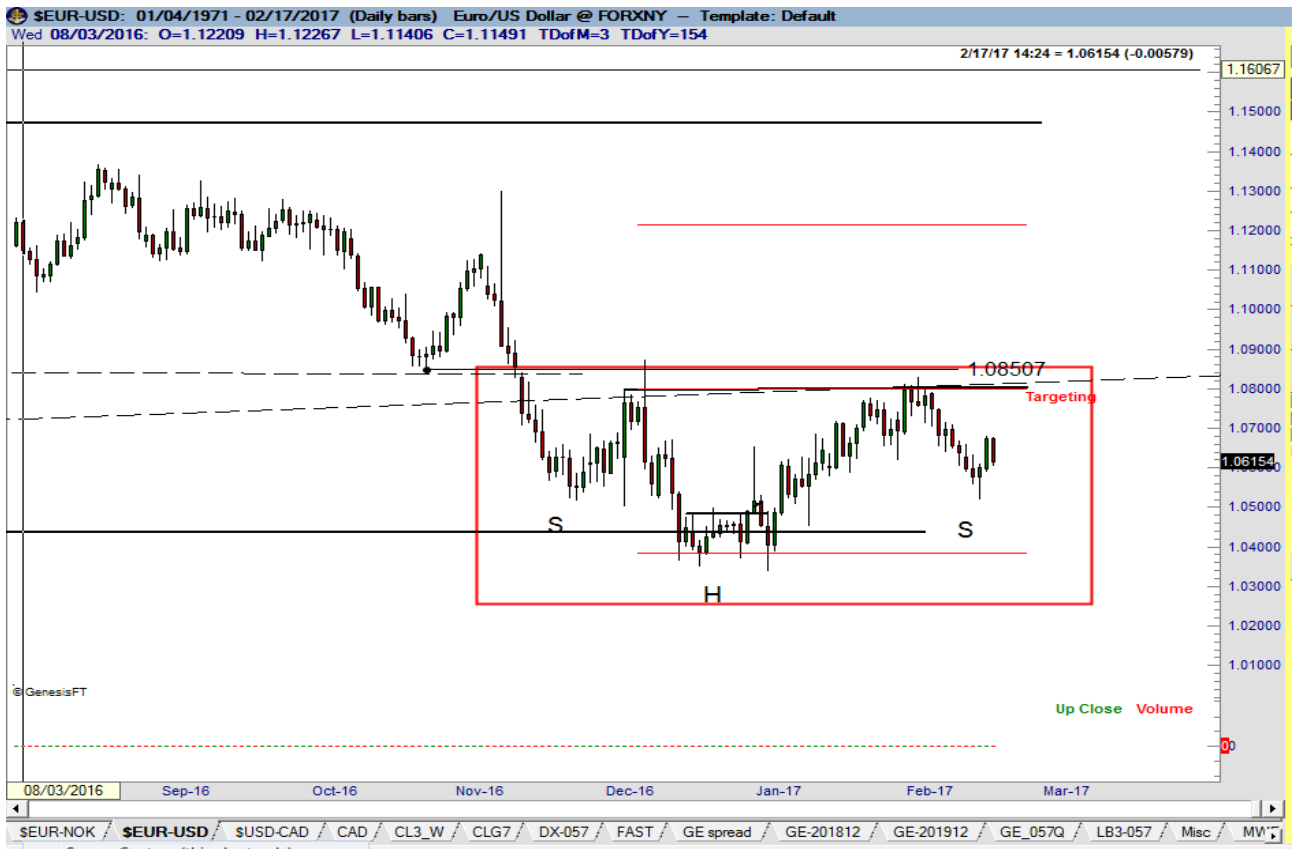 $EUR-USD: 01/04/1971 - 02/17/2017 (Daily bars) Euro/US Dollar @ FORXNY — Template: Default
Wed 08/03/2016: O=1.12209 H=1.12267 L=1.11406 C=1.11491 TDofM=3 TDofY=154
2/17/17 14:24 = 1.06154 (-0.00579)
1.16067
1.15000
1.14000
1.13000
1.12000
1.11000
1.10000
1.09000
1.08507
1.08000
Targeting
1.07000
1.06154
1.05000
S
S
1.04000
H
1.03000
1.02000
1.01000
© GenesisFT
Up Close Volume
0
08/03/2016 Sep-16 Oct-16 Nov-16 Dec-16 Jan-17 Feb-17 Mar-17
$EUR-NOK $EUR-USD $USD-CAD CAD CL3_W CLG7 DX-057 FAST GE spread GE-201812 GE-201912 GE_057Q LB3-057 Misc